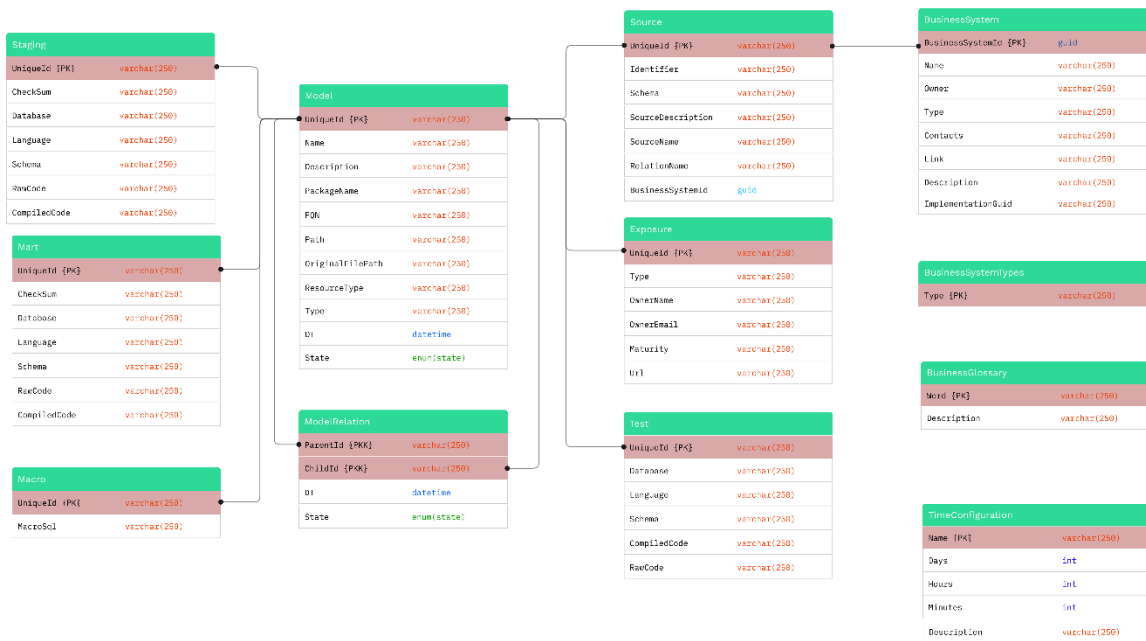 Staging
UniqueId {PK} varchar(250)
CheckSum varchar(250)
Database varchar(250)
Language varchar(250)
Schema varchar(250)
RawCode varchar(250)
CompiledCode varchar(250)
Mart
UniqueId {PK} varchar(250)
CheckSum varchar(250)
Database varchar(250)
Language varchar(250)
Schema varchar(250)
RawCode varchar(250)
CompiledCode varchar(250)
Macro
UniqueId {PK} varchar(250)
MacroSql varchar(250)
Model
UniqueId {PK} varchar(250)
Name varchar(250)
Description varchar(250)
PackageName varchar(250)
FQN varchar(250)
Path varchar(250)
OriginalFilePath varchar(250)
ResourceType varchar(250)
Type varchar(250)
DT datetime
State enum(state)
ModelRelation
ParentId {PKK} varchar(250)
ChildId {PKK} varchar(250)
DT datetime
State enum(state)
Source
UniqueId {PK} varchar(250)
Identifier varchar(250)
Schema varchar(250)
SourceDescription varchar(250)
SourceName varchar(250)
RelationName varchar(250)
BusinessSystemId guid
Exposure
UniqueId {PK} varchar(250)
Type varchar(250)
OwnerName varchar(250)
OwnerEmail varchar(250)
Maturity varchar(250)
Url varchar(250)
Test
UniqueId {PK} varchar(250)
Database varchar(250)
Language varchar(250)
Schema varchar(250)
CompiledCode varchar(250)
RawCode varchar(250)
BusinessSystem
BusinessSystemId {PK} guid
Name varchar(250)
Owner varchar(250)
Type varchar(250)
Contacts varchar(250)
Link varchar(250)
Description varchar(250)
ImplementationGuid varchar(250)
BusinessSystemTypes
Type {PK} varchar(250)
BusinessGlossary
Word {PK} varchar(250)
Description varchar(250)
TimeConfiguration
Name {PK} varchar(250)
Days int
Hours int
Minutes int
Description varchar(250)